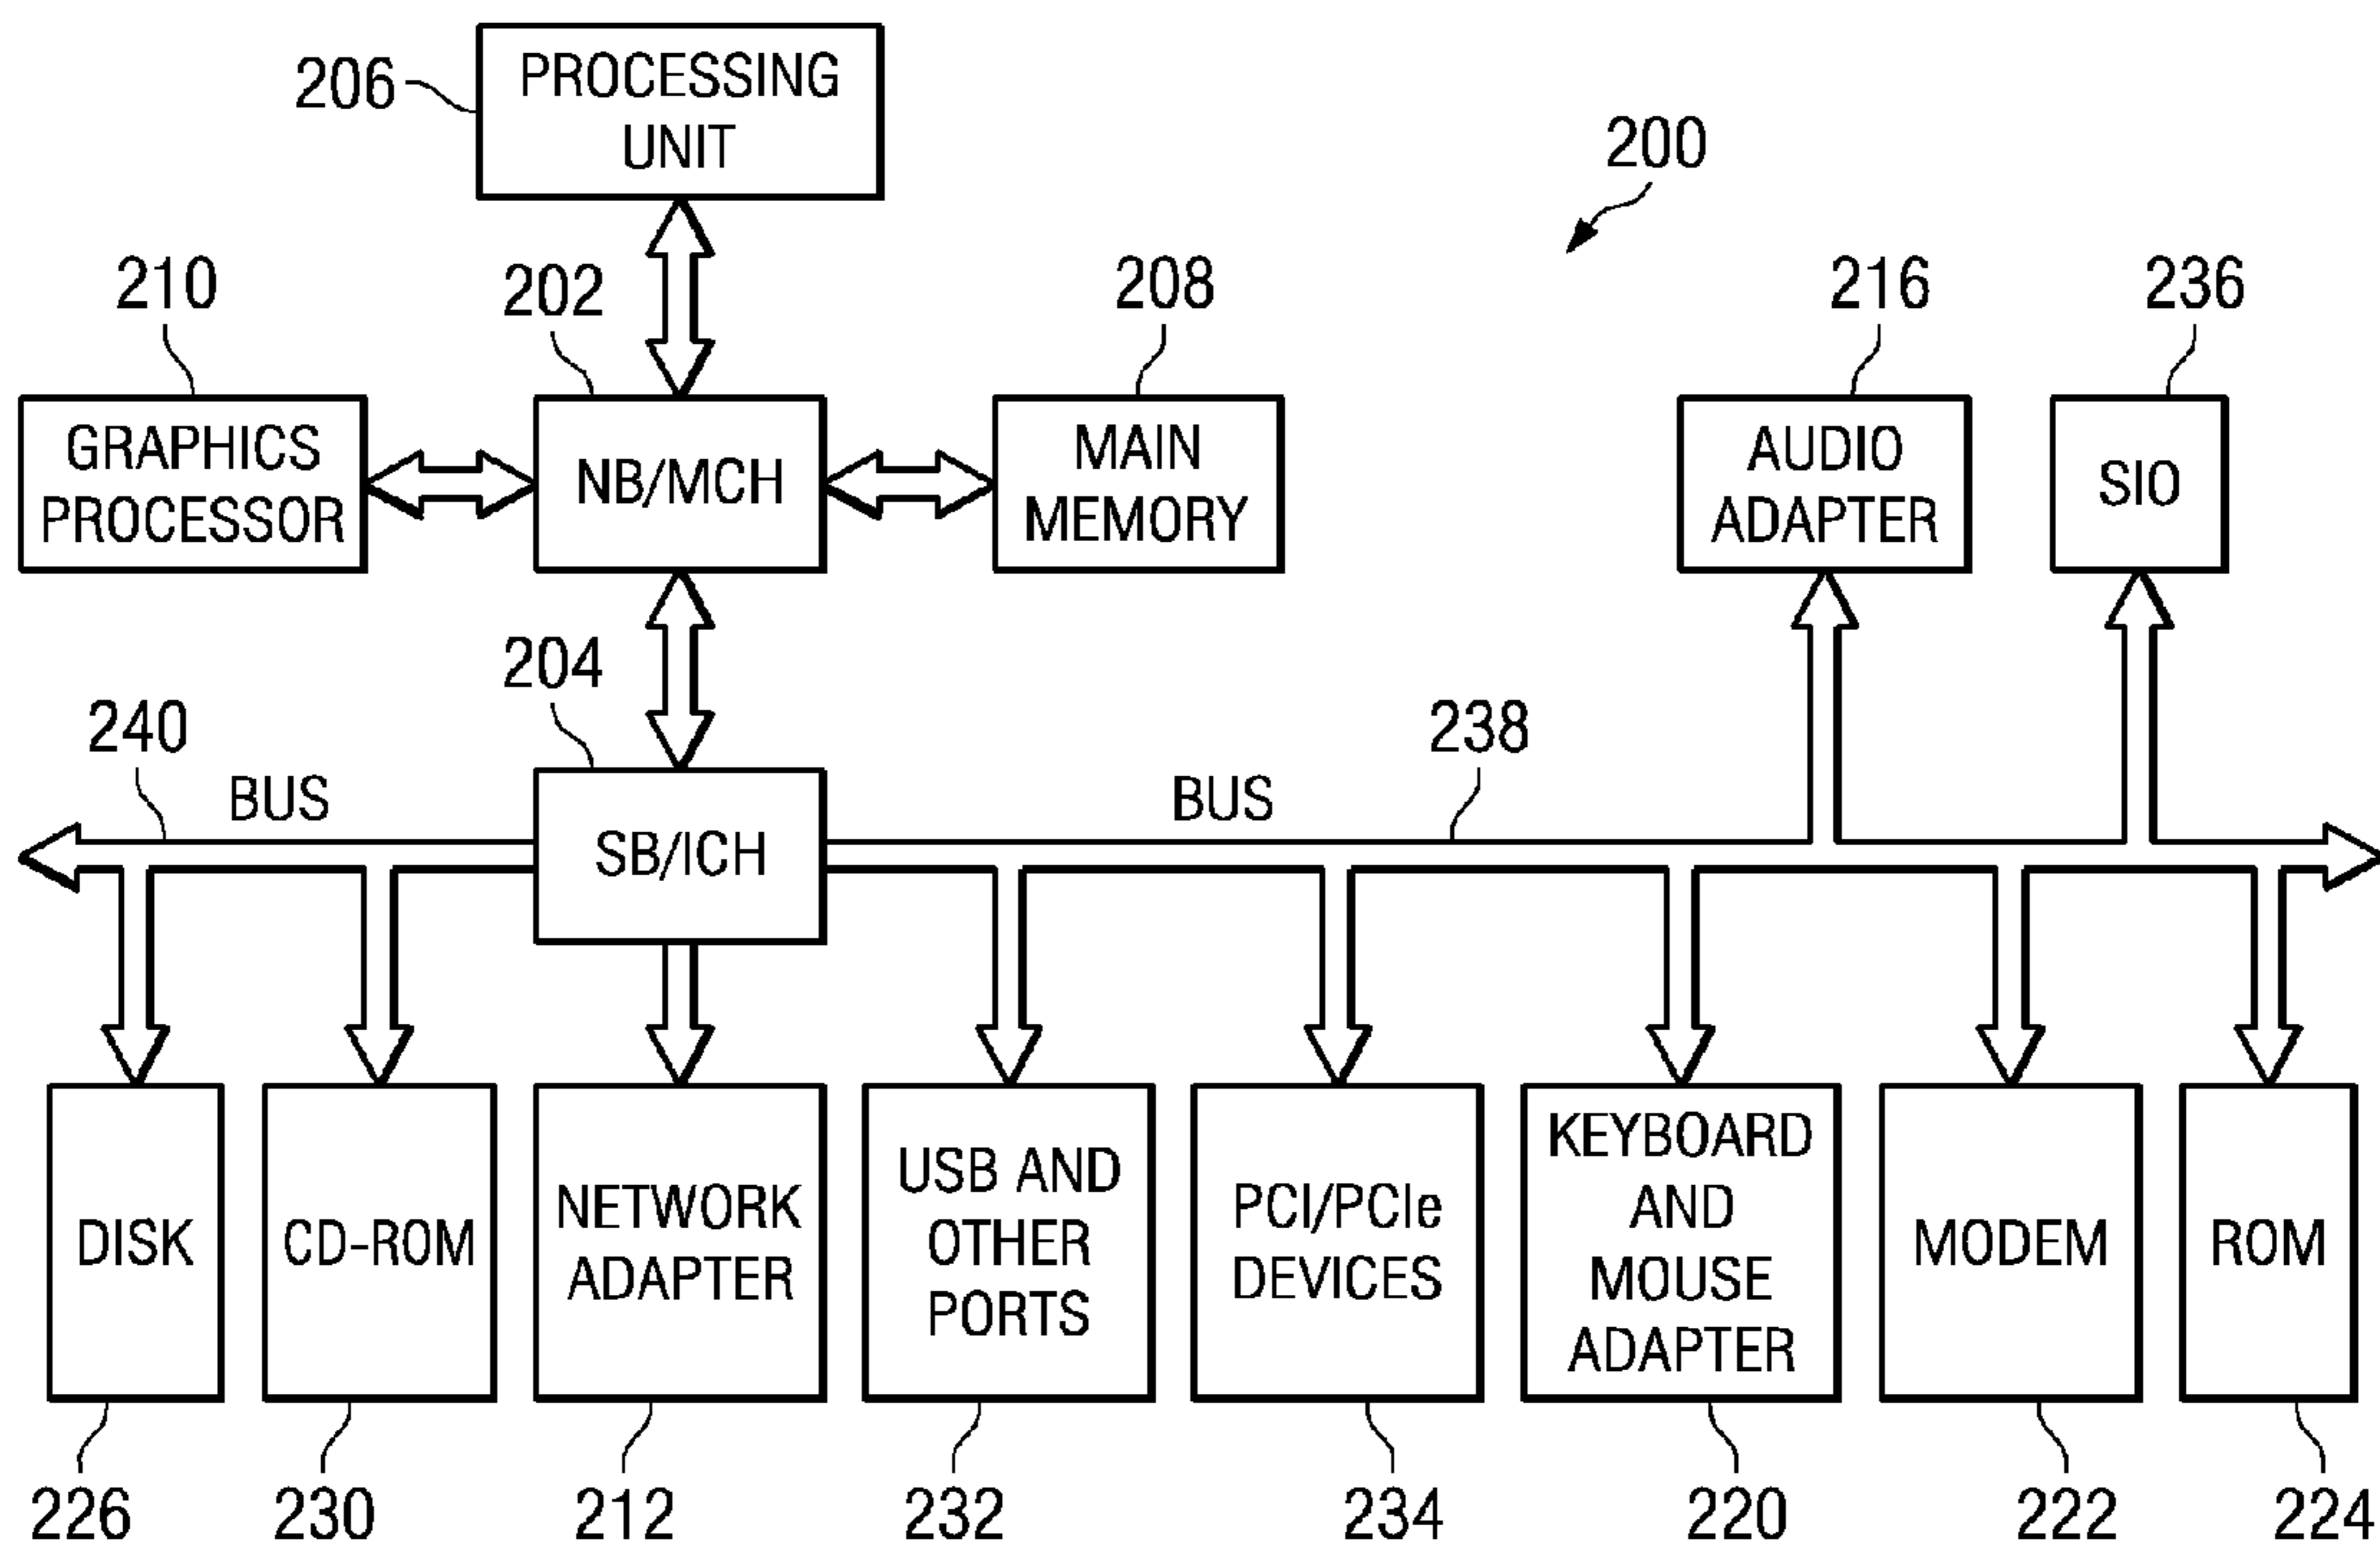 206
PROCESSING
UNIT
200
210
202
208
216
236
GRAPHICS
PROCESSOR
NB/MCH
MAIN
MEMORY
AUDIO
ADAPTER
SIO
204
240
BUS
SB/ICH
BUS
238
DISK
CD-ROM
NETWORK
ADAPTER
USB AND
OTHER
PORTS
PCI/PCIe
DEVICES
KEYBOARD
AND
MOUSE
ADAPTER
MODEM
ROM
226
230
212
232
234
220
222
224